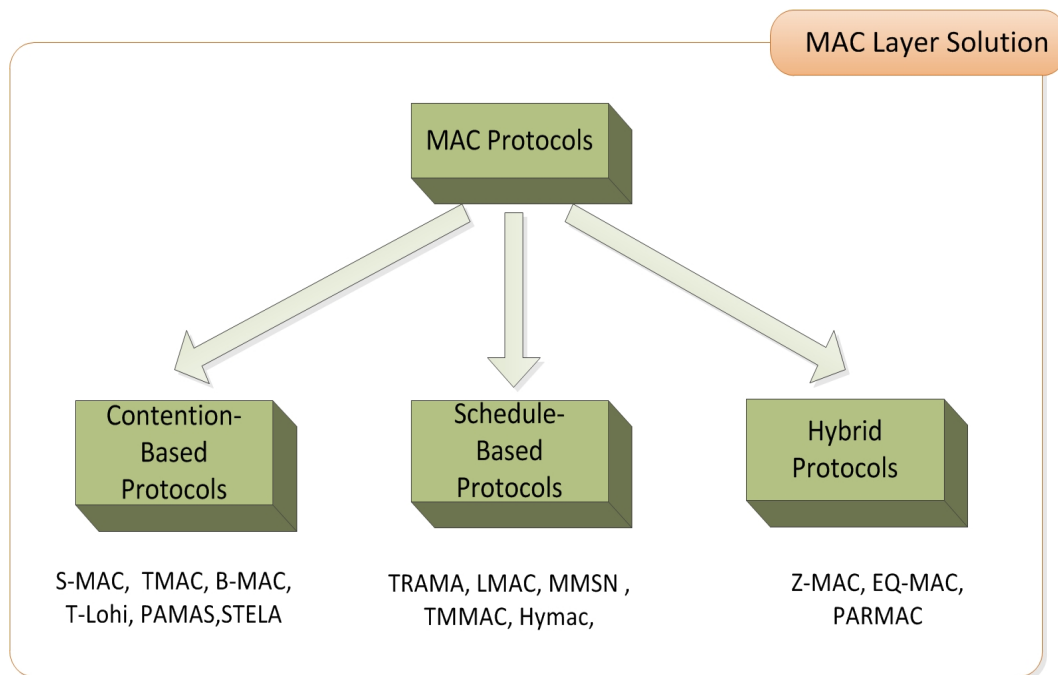 MAC Layer Solution
MAC Protocols
Contention-
Based
Protocols
Schedule-
Based
Protocols
Hybrid
Protocols
S-MAC,  TMAC, B-MAC,
T-Lohi, PAMAS,STELA
TRAMA, LMAC, MMSN ,
TMMAC, Hymac,
Z-MAC, EQ-MAC,
PARMAC